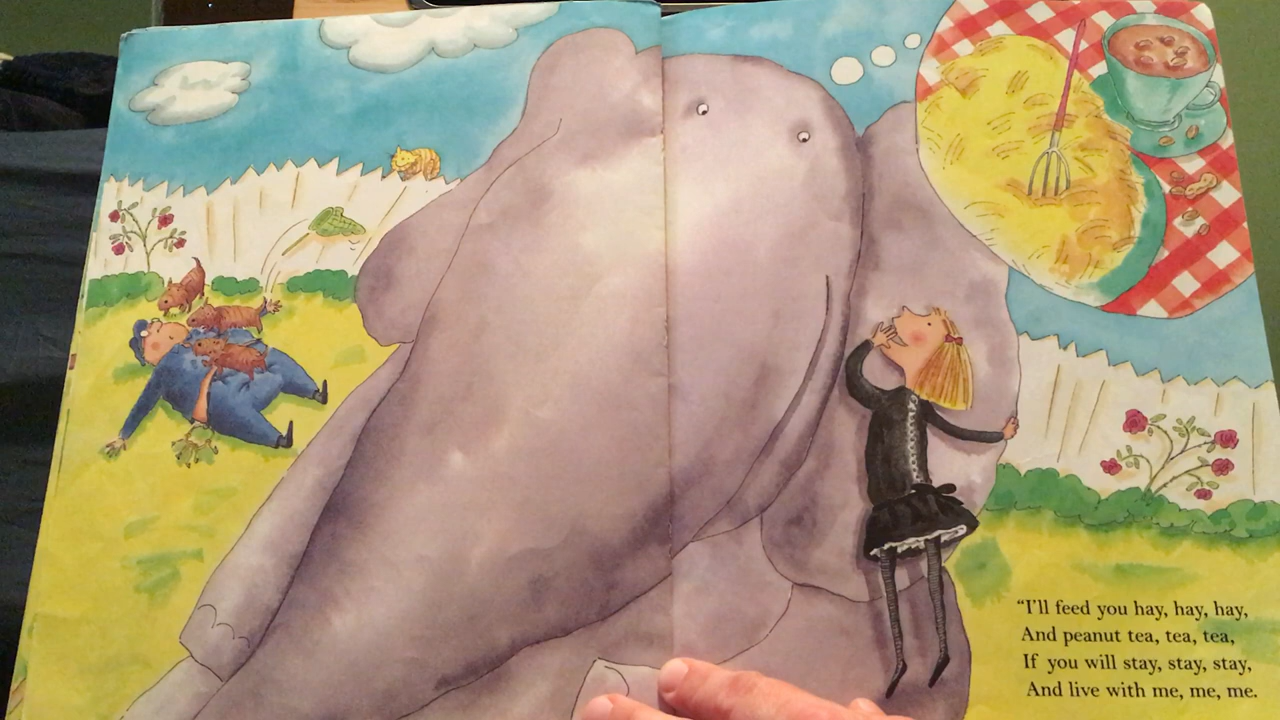 “I’ll feed you hay, hay, hay,
And peanut tea, tea, tea,
If you will stay, stay, stay,
And live with me, me, me.